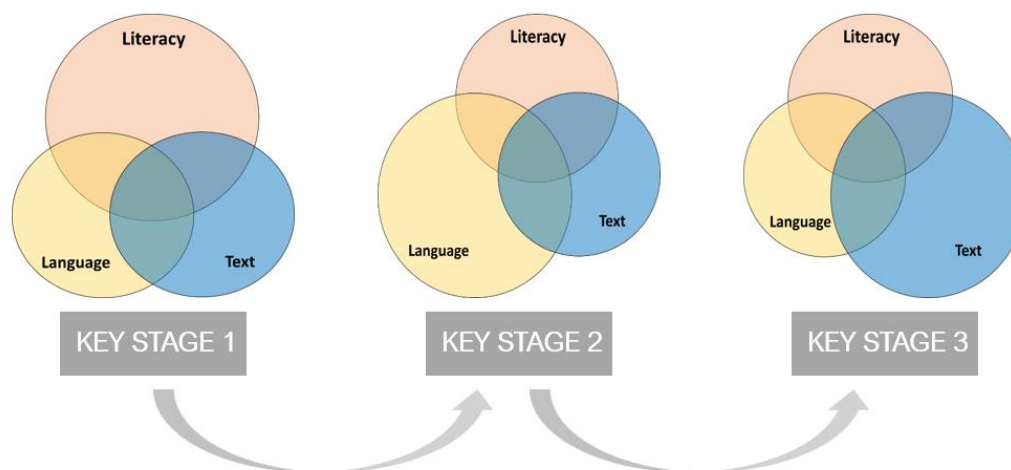 Literacy
Language
Text
KEY STAGE 1
Literacy
Language
Text
KEY STAGE 2
Literacy
Language
Text
KEY STAGE 3